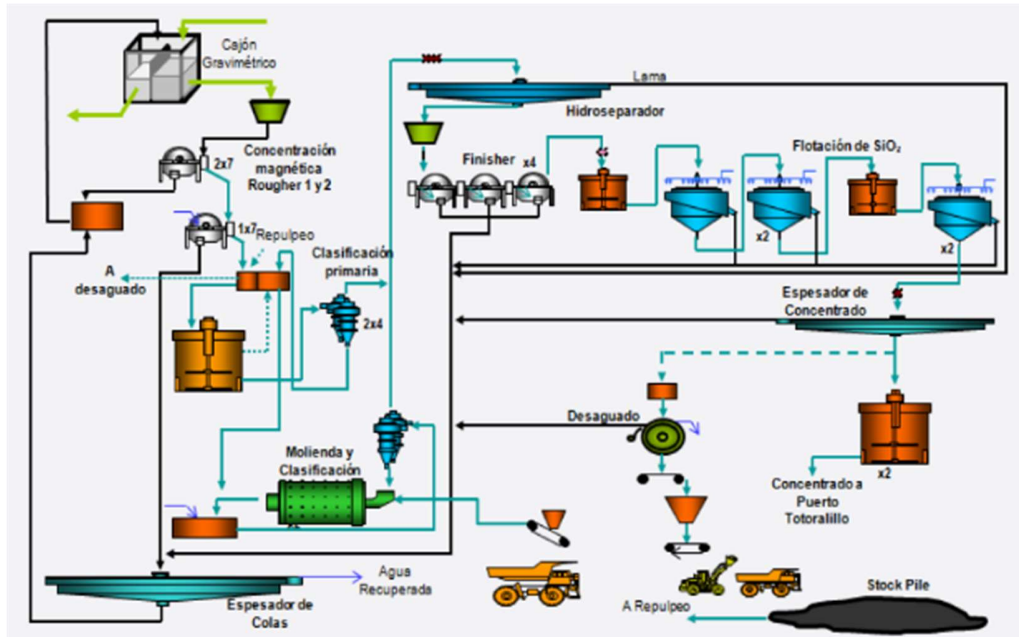 Cajón
Gravimétrico
Concentración
magnética
Rougher 1 y 2
2x7
1x7
Repulpeo
A
desaguado
Clasificación
primaria
2x4
Lama
Hidroseparador
Finisher x4
Flotación de SiO₂
x2
x2
Espesador de
Concentrado
Desaguado
x2
Concentrado a
Puerto
Totoralillo
Molienda y
Clasificación
Agua
Recuperada
Espesador de
Colas
Stock Pile
A Repulpeo